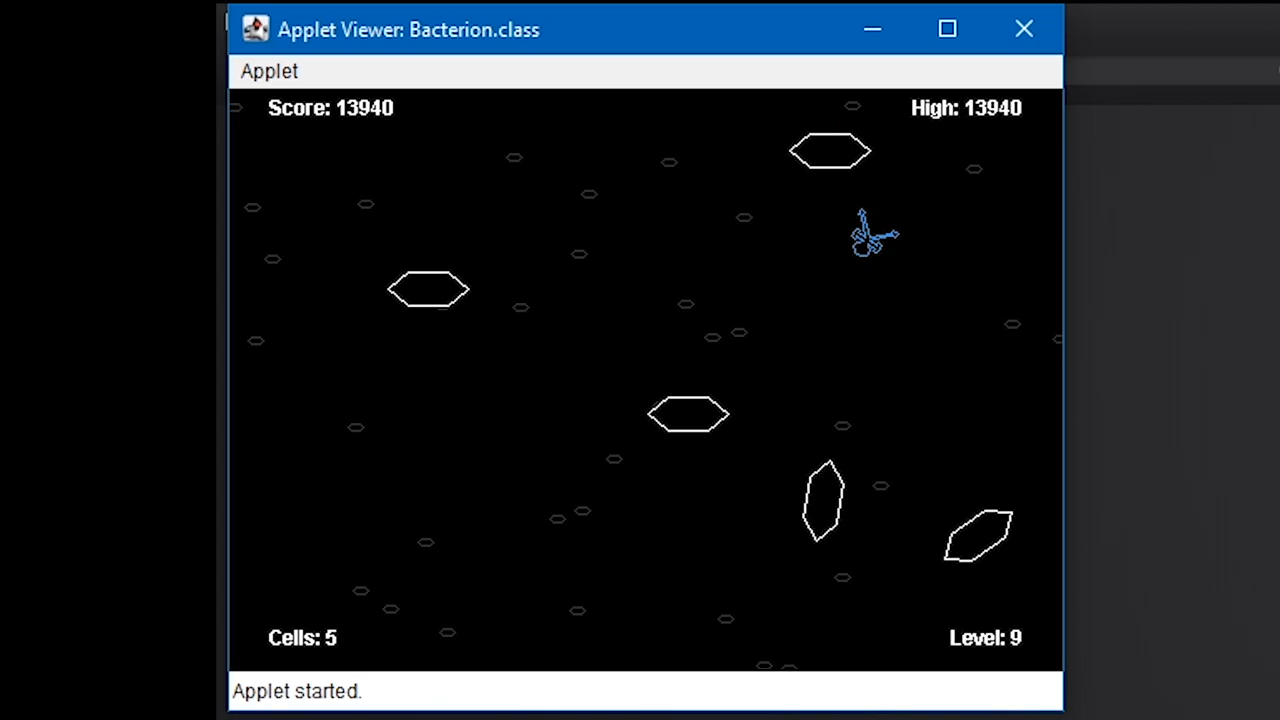 Applet Viewer: Bacterion.class
Applet
Score: 13940
High: 13940
Cells: 5
Level: 9
Applet started.